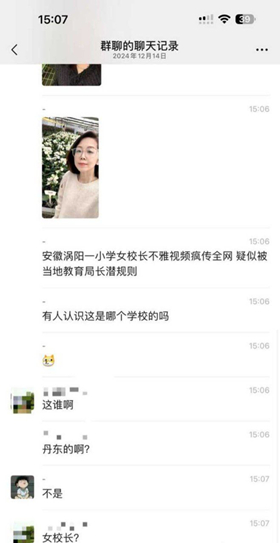 15:07
39
群聊的聊天记录
2024年12月14日
-
15:06
-
15:06
安徽涡阳一小学女校长不雅视频疯传全网 疑似被
当地教育局长潜规则
-
15:06
有人认识这是哪个学校的吗
-
15:06
15:06
这谁啊
15:06
丹东的啊?
-
15:07
不是
15:07
女校长?